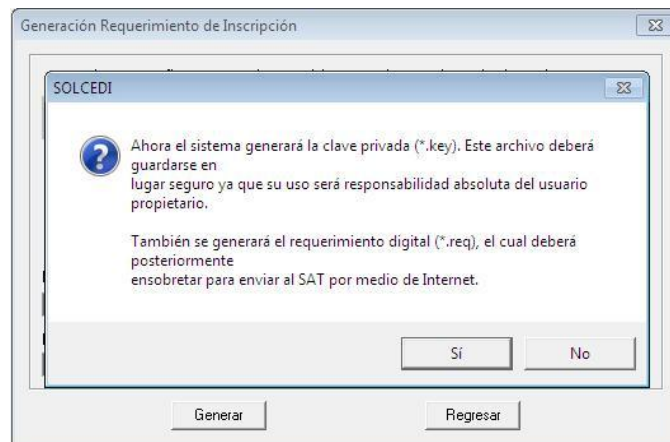 Generación Requerimiento de Inscripción
SOLCEDI
Ahora el sistema generará la clave privada (*.key). Este archivo deberá
guardarse en
lugar seguro ya que su uso será responsabilidad absoluta del usuario
propietario.
También se generará el requerimiento digital (*.req), el cual deberá
posteriormente
ensobretar para enviar al SAT por medio de Internet.
Sí No
Generar Regresar